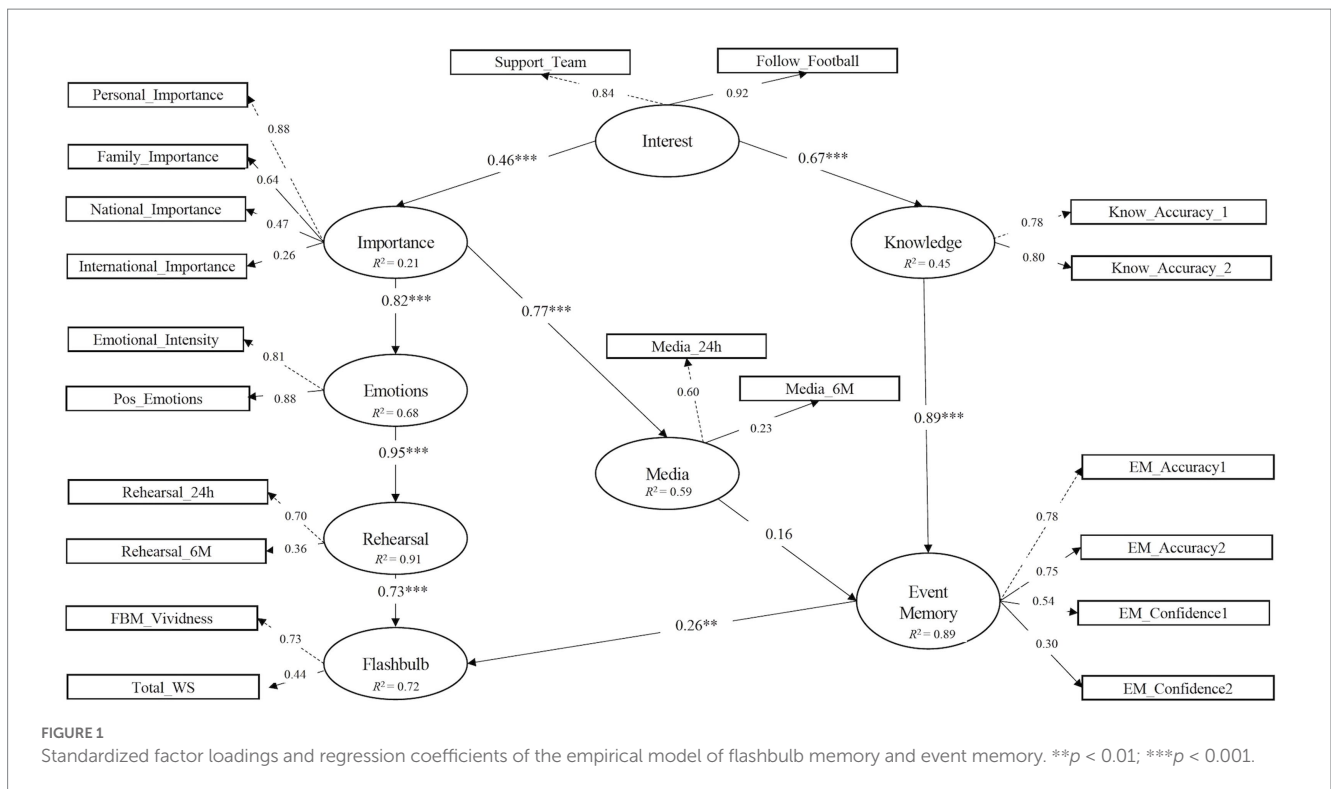 Support_Team
Follow_Football
0.84
0.92
Interest
Personal_Importance
0.88
Family_Importance
0.64
National_Importance
0.47
International_Importance
0.26
0.46***
0.67***
Importance
R² = 0.21
Knowledge
R² = 0.45
0.78
Know_Accuracy_1
0.80
Know_Accuracy_2
0.82***
0.77***
0.89***
Emotional_Intensity
0.81
Pos_Emotions
0.88
Emotions
R² = 0.68
Media_24h
0.60
Media_6M
0.23
Media
R² = 0.59
0.95***
0.16
Rehearsal_24h
0.70
Rehearsal_6M
0.36
Rehearsal
R² = 0.91
0.73***
EM_Accuracy1
0.78
EM_Accuracy2
0.75
EM_Confidence1
0.54
EM_Confidence2
0.30
Event
Memory
R² = 0.89
0.26**
FBM_Vividness
0.73
Total_WS
0.44
Flashbulb
R² = 0.72
FIGURE 1
Standardized factor loadings and regression coefficients of the empirical model of flashbulb memory and event memory. **p < 0.01; ***p < 0.001.